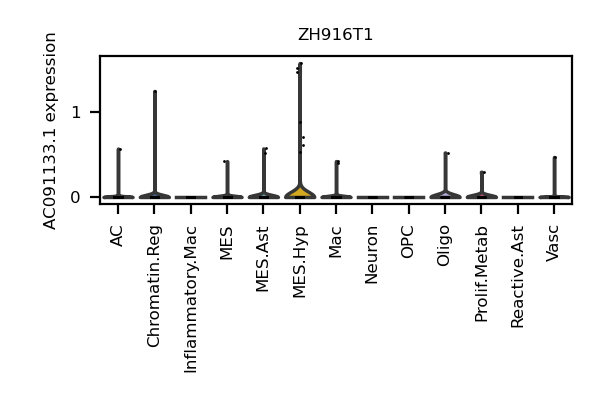 ZH916T1
AC091133.1 expression
1
0
AC
Chromatin.Reg
Inflammatory.Mac
MES
MES.Ast
MES.Hyp
Mac
Neuron
OPC
Oligo
Prolif.Metab
Reactive.Ast
Vasc